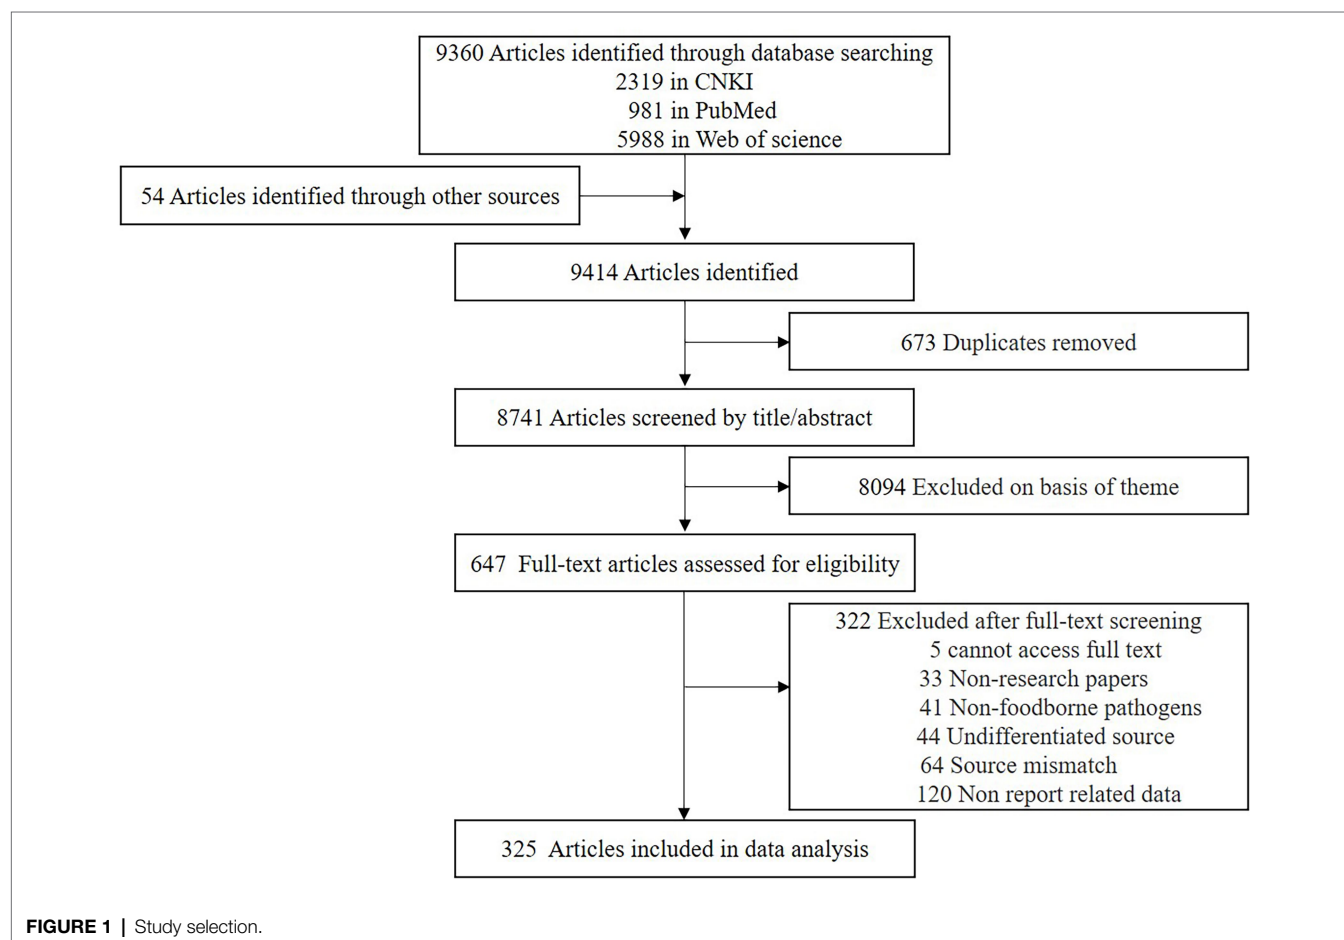 9360 Articles identified through database searching
2319 in CNKI
981 in PubMed
5988 in Web of science
54 Articles identified through other sources
9414 Articles identified
673 Duplicates removed
8741 Articles screened by title/abstract
8094 Excluded on basis of theme
647 Full-text articles assessed for eligibility
322 Excluded after full-text screening
5 cannot access full text
33 Non-research papers
41 Non-foodborne pathogens
44 Undifferentiated source
64 Source mismatch
120 Non report related data
325 Articles included in data analysis
FIGURE 1 | Study selection.